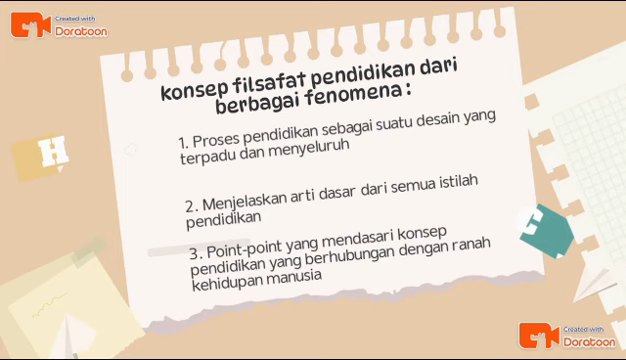 Created with
Doratoon
konsep filsafat pendidikan dari
berbagai fenomena :
1. Proses pendidikan sebagai suatu desain yang
terpadu dan menyeluruh
H
2. Menjelaskan arti dasar dari semua istilah
pendidikan
3. Point-point yang mendasari konsep
pendidikan yang berhubungan dengan ranah
kehidupan manusia
Created with
Doratoon